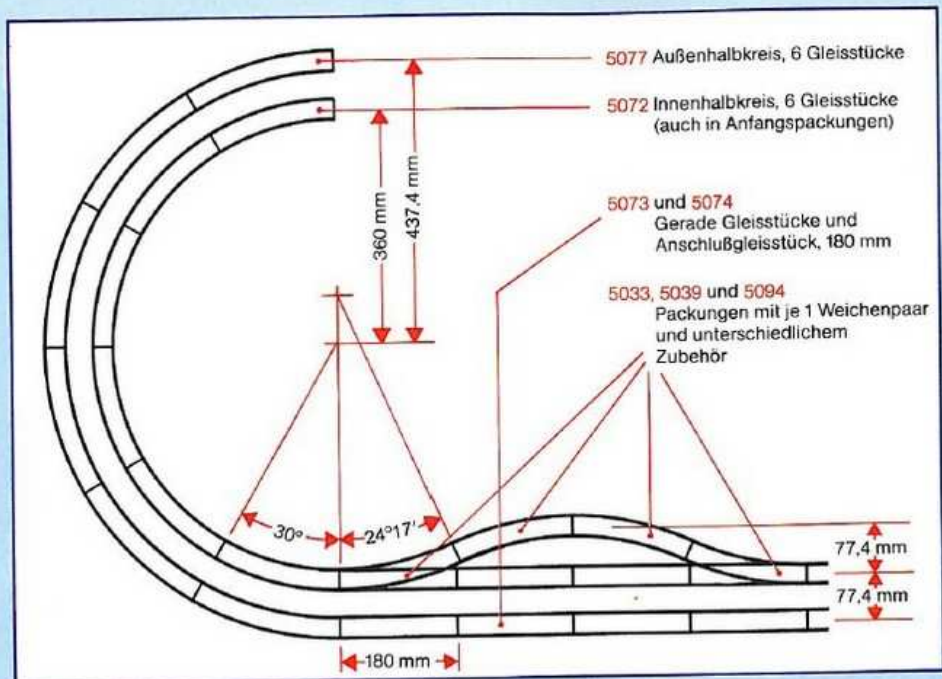 5077 Außenhalbkreis, 6 Gleisstücke
5072 Innenhalbkreis, 6 Gleisstücke
(auch in Anfangspackungen)
360 mm
437,4 mm
5073 und 5074
Gerade Gleisstücke und
Anschlußgleisstück, 180 mm
5033, 5039 und 5094
Packungen mit je 1 Weichenpaar
und unterschiedlichem
Zubehör
30°
24°17'
77,4 mm
77,4 mm
180 mm